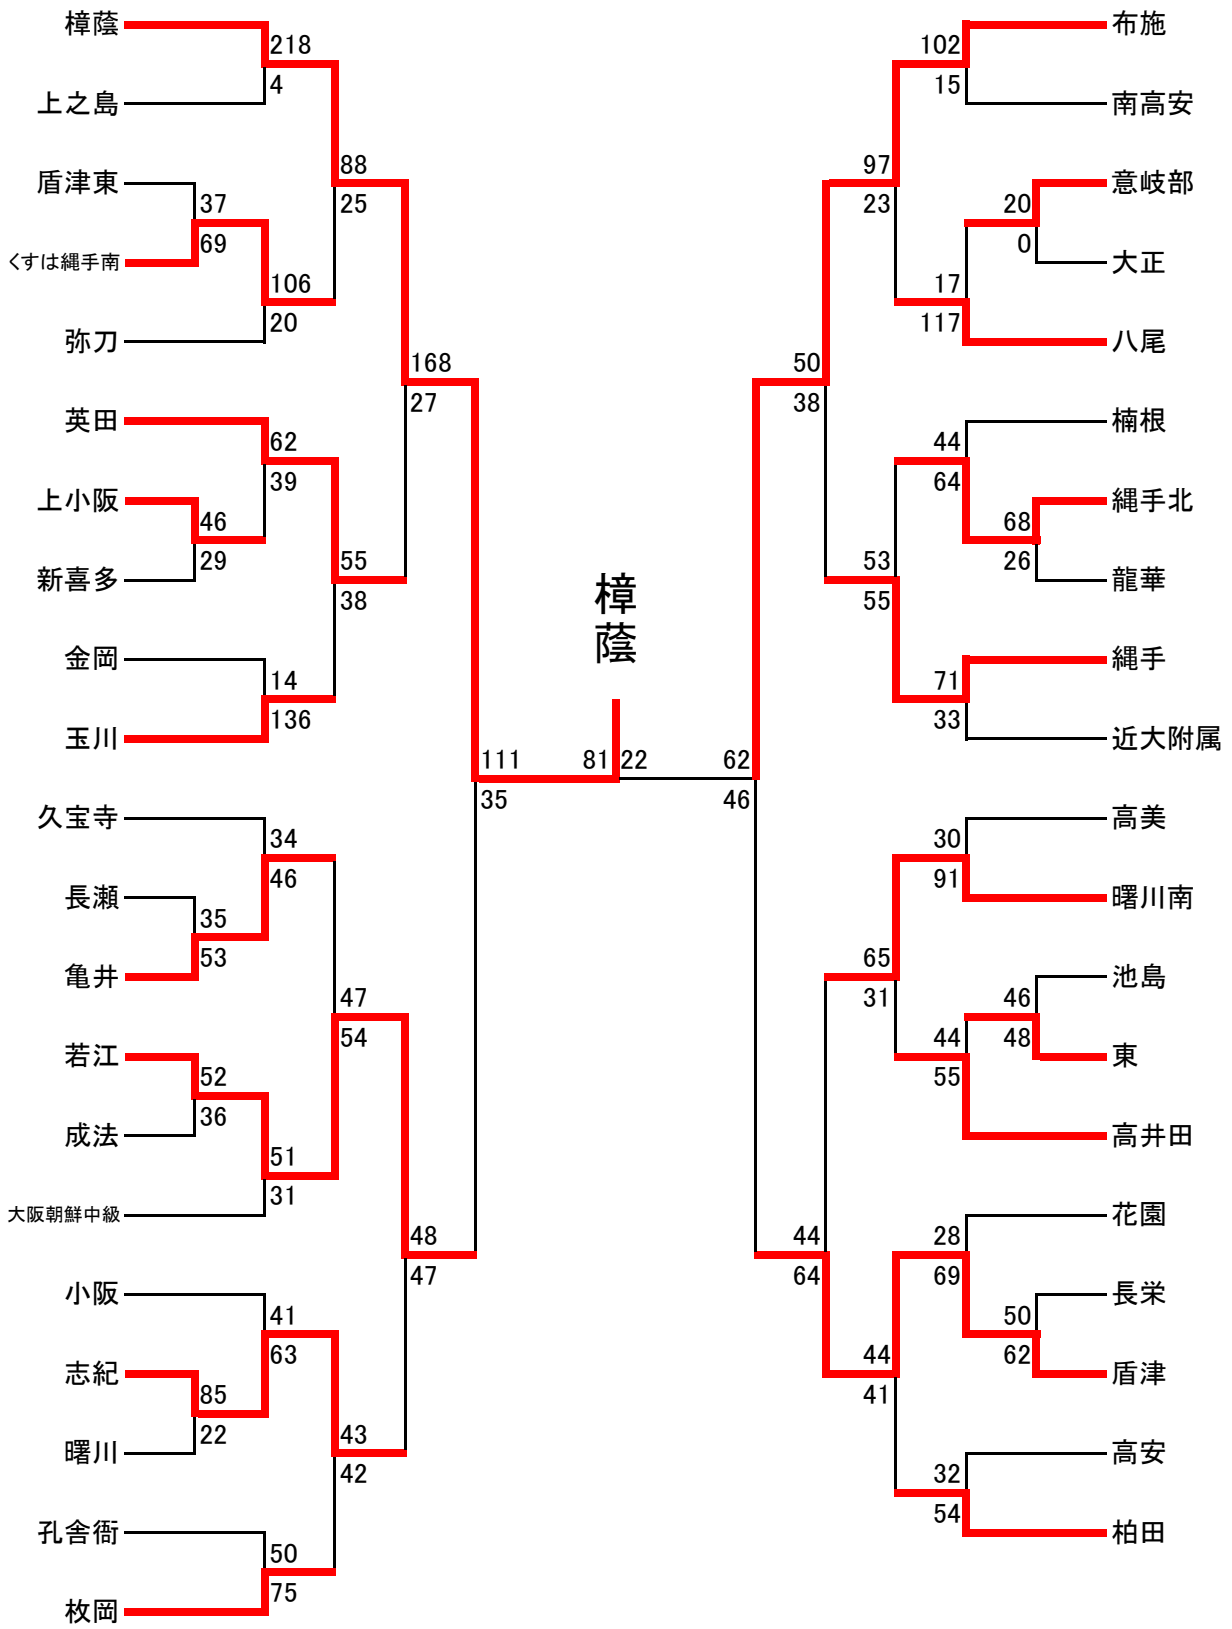 樟蔭
218
4
上之島
88
25
盾津東
37
69
くすは縄手南
106
20
弥刀
168
27
英田
62
39
上小阪
46
29
新喜多
55
38
金岡
14
136
玉川
111
35
久宝寺
34
46
長瀬
35
53
亀井
47
54
若江
52
36
成法
51
31
大阪朝鮮中級
48
47
小阪
41
63
志紀
85
22
曙川
43
42
孔舎衙
50
75
枚岡
樟蔭
81
22
布施
102
15
南高安
97
23
意岐部
20
0
大正
17
117
八尾
50
38
楠根
44
64
縄手北
68
26
龍華
53
55
縄手
71
33
近大附属
62
46
高美
30
91
曙川南
65
31
池島
46
48
東
44
55
高井田
44
64
花園
28
69
長栄
50
62
盾津
44
41
高安
32
54
柏田